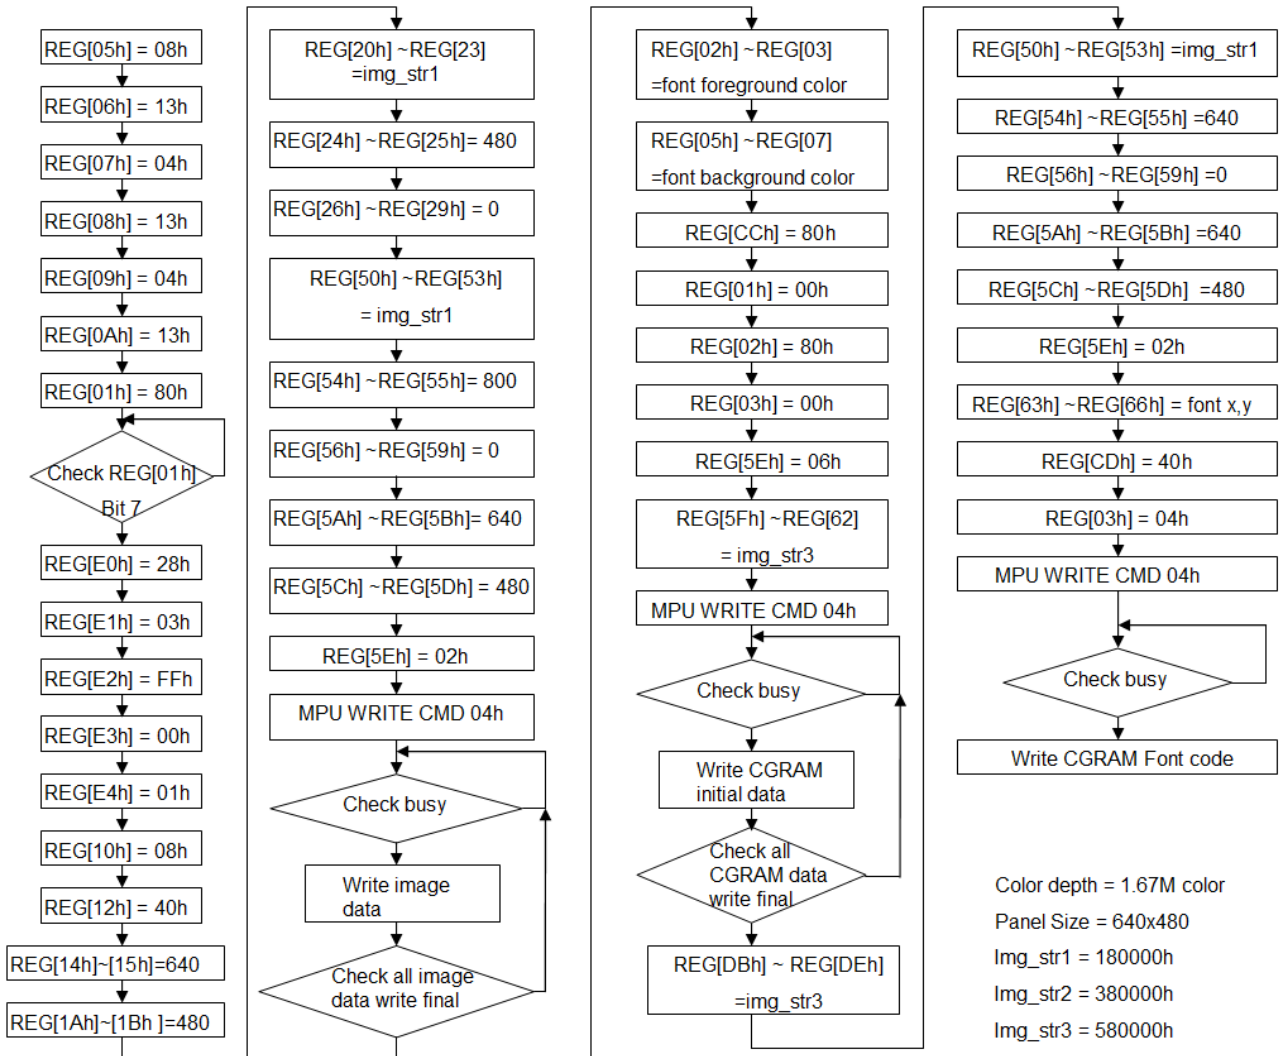 REG[05h] = 08h
REG[06h] = 13h
REG[07h] = 04h
REG[08h] = 13h
REG[09h] = 04h
REG[0Ah] = 13h
REG[01h] = 80h
Check REG[01h]
Bit 7
REG[E0h] = 28h
REG[E1h] = 03h
REG[E2h] = FFh
REG[E3h] = 00h
REG[E4h] = 01h
REG[10h] = 08h
REG[12h] = 40h
REG[14h]~[15h]=640
REG[1Ah]~[1Bh ]=480
REG[20h] ~REG[23]
=img_str1
REG[24h] ~REG[25h]= 480
REG[26h] ~REG[29h] = 0
REG[50h] ~REG[53h]
= img_str1
REG[54h] ~REG[55h]= 800
REG[56h] ~REG[59h] = 0
REG[5Ah] ~REG[5Bh]= 640
REG[5Ch] ~REG[5Dh] = 480
REG[5Eh] = 02h
MPU WRITE CMD 04h
Check busy
Write image
data
Check all image
data write final
REG[02h] ~REG[03]
=font foreground color
REG[05h] ~REG[07]
=font background color
REG[CCh] = 80h
REG[01h] = 00h
REG[02h] = 80h
REG[03h] = 00h
REG[5Eh] = 06h
REG[5Fh] ~REG[62]
= img_str3
MPU WRITE CMD 04h
Check busy
Write CGRAM
initial data
Check all
CGRAM data
write final
REG[DBh] ~ REG[DEh]
=img_str3
REG[50h] ~REG[53h] =img_str1
REG[54h] ~REG[55h] =640
REG[56h] ~REG[59h] =0
REG[5Ah] ~REG[5Bh] =640
REG[5Ch] ~REG[5Dh] =480
REG[5Eh] = 02h
REG[63h] ~REG[66h] = font x,y
REG[CDh] = 40h
REG[03h] = 04h
MPU WRITE CMD 04h
Check busy
Write CGRAM Font code
Color depth = 1.67M color
Panel Size = 640x480
Img_str1 = 180000h
Img_str2 = 380000h
Img_str3 = 580000h